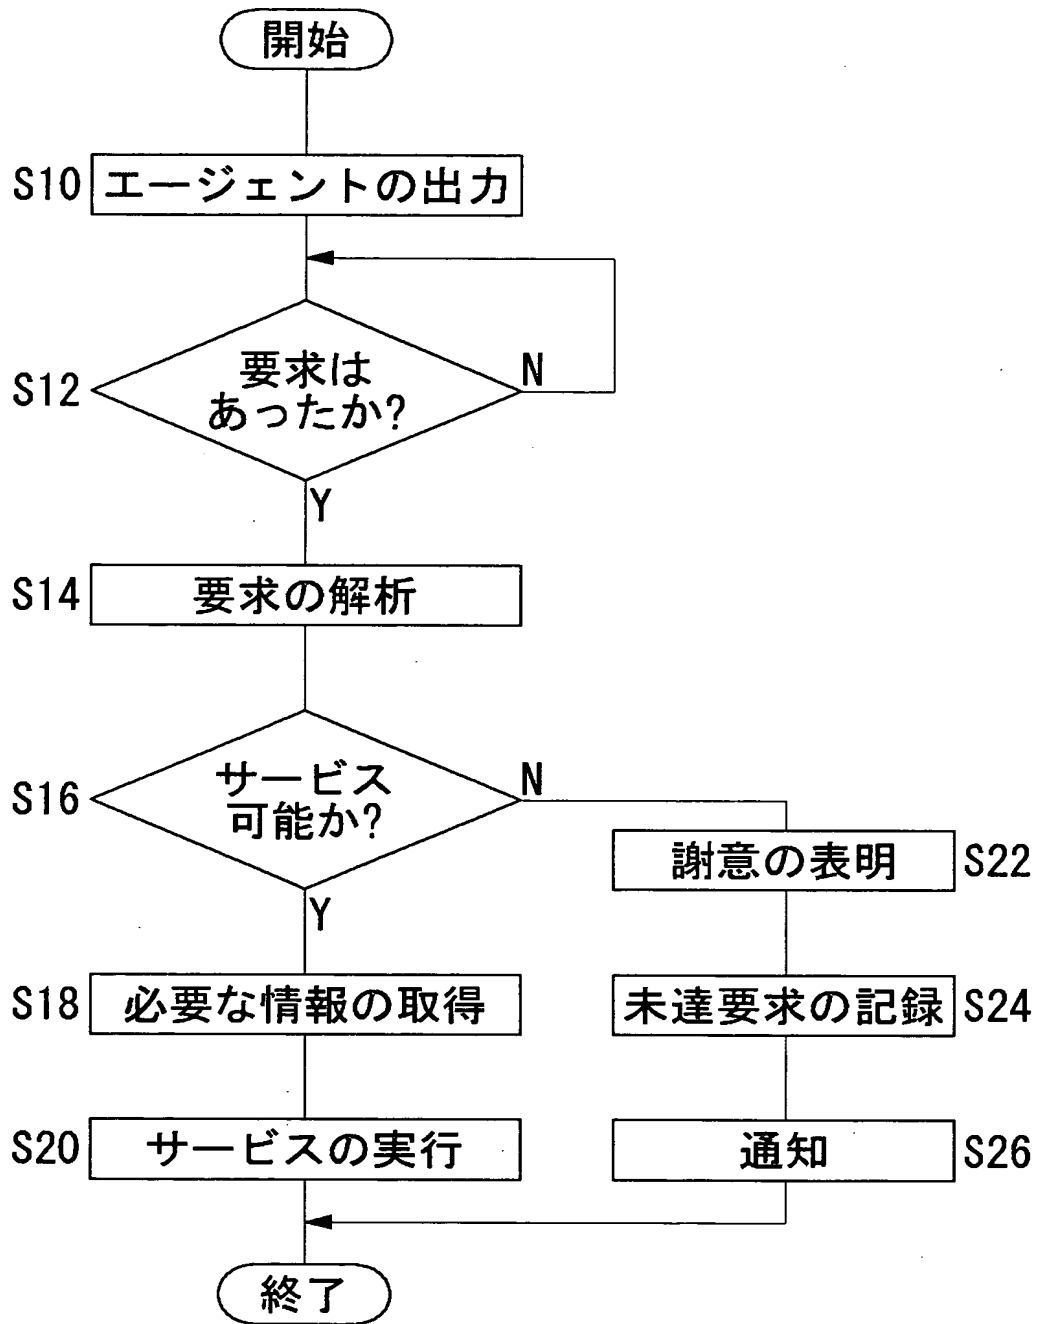 開始
S10 エージェントの出力
S12
要求は
あったか?
N
Y
S14 要求の解析
S16
サービス
可能か?
N
Y
謝意の表明 S22
S18 必要な情報の取得
未達要求の記録 S24
S20 サービスの実行
通知 S26
終了